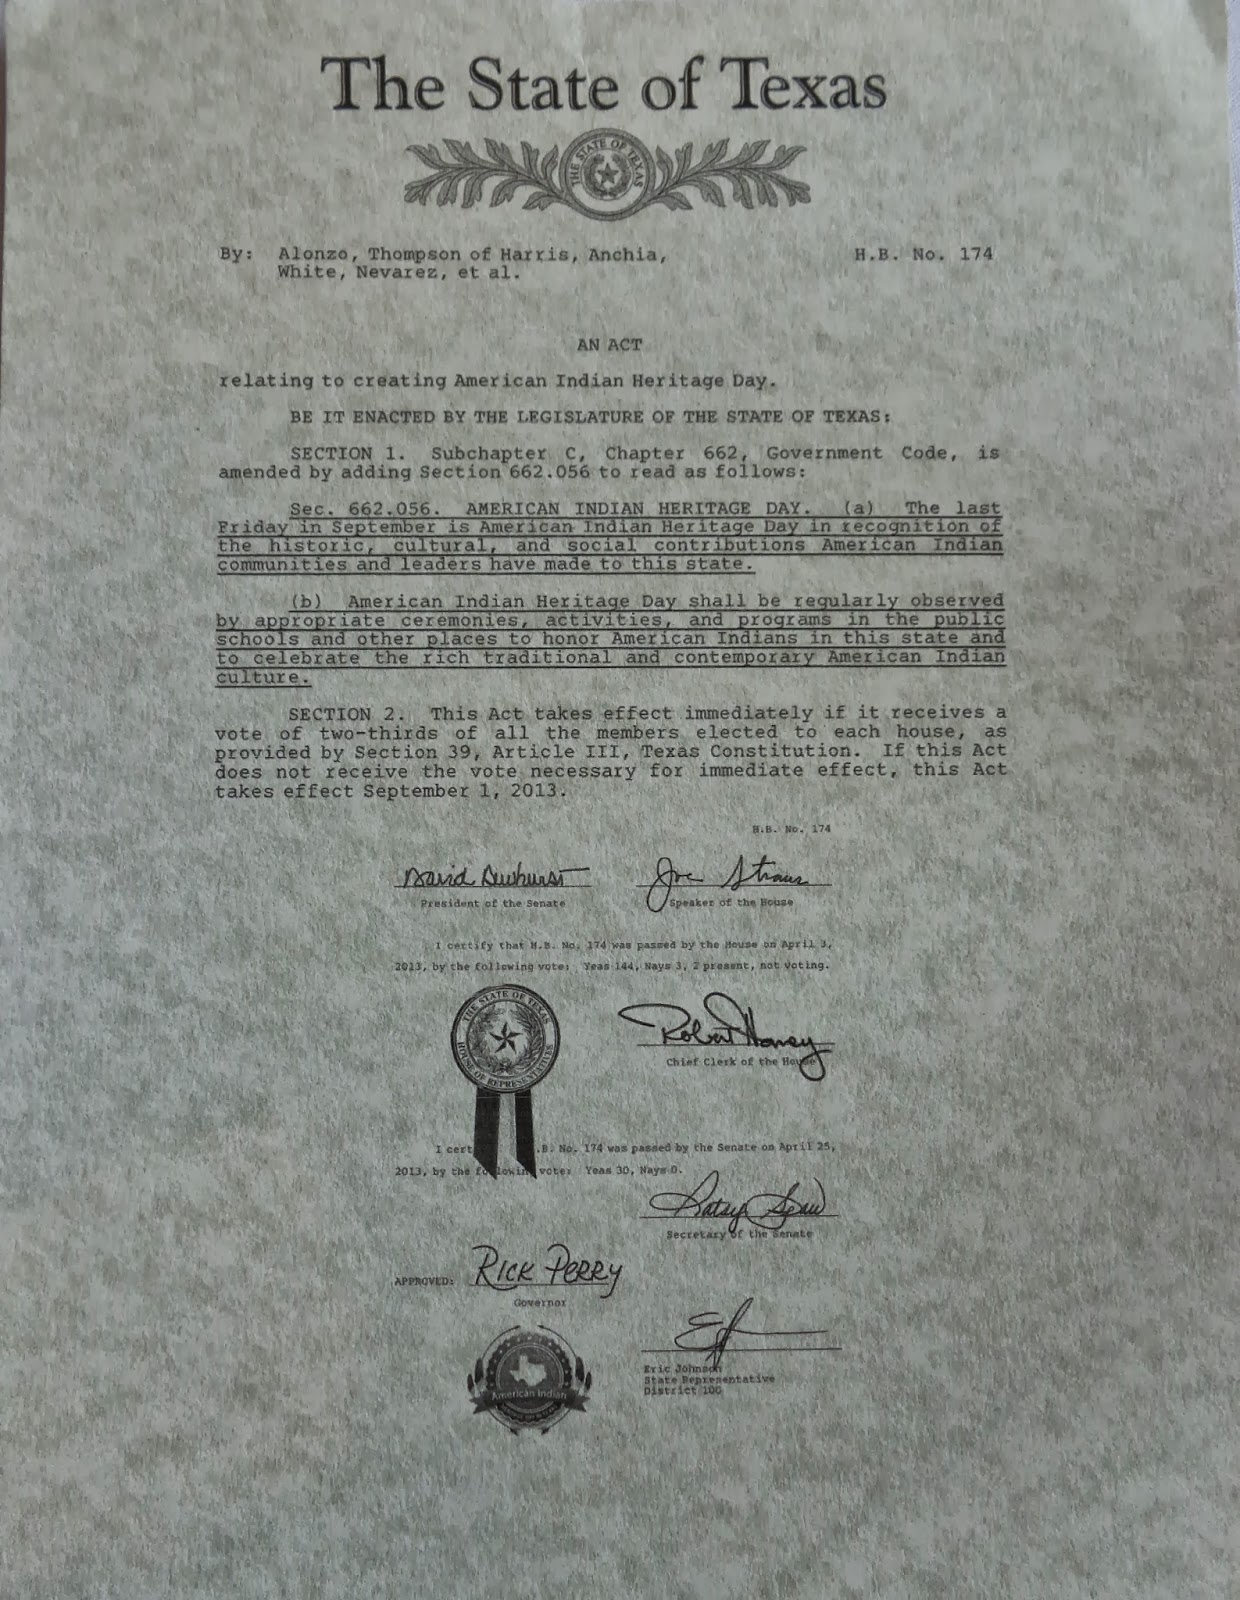 The State of Texas
THE STATE OF TEXAS
By: Alonzo, Thompson of Harris, Anchia, H.B. No. 174
White, Nevarez, et al.
AN ACT
relating to creating American Indian Heritage Day.
BE IT ENACTED BY THE LEGISLATURE OF THE STATE OF TEXAS:
SECTION 1. Subchapter C, Chapter 662, Government Code, is
amended by adding Section 662.056 to read as follows:
Sec. 662.056. AMERICAN INDIAN HERITAGE DAY. (a) The last
Friday in September is American Indian Heritage Day in recognition of
the historic, cultural, and social contributions American Indian
communities and leaders have made to this state.
(b) American Indian Heritage Day shall be regularly observed
by appropriate ceremonies, activities, and programs in the public
schools and other places to honor American Indians in this state and
to celebrate the rich traditional and contemporary American Indian
culture.
SECTION 2. This Act takes effect immediately if it receives a
vote of two-thirds of all the members elected to each house, as
provided by Section 39, Article III, Texas Constitution. If this Act
does not receive the vote necessary for immediate effect, this Act
takes effect September 1, 2013.
H.B. No. 174
David Dewhurst Joe Straus
President of the Senate Speaker of the House
I certify that H.B. No. 174 was passed by the House on April 3,
2013, by the following vote: Yeas 144, Nays 3, 2 present, not voting.
THE STATE OF TEXAS
HOUSE OF REPRESENTATIVES
Robert Haney
Chief Clerk of the House
I cert .B. No. 174 was passed by the Senate on April 25,
2013, by the following vote: Yeas 30, Nays 0.
Patsy Spaw
Secretary of the Senate
APPROVED: RICK PERRY
Governor
American Indian
Eric Johnson
State Representative
District 100